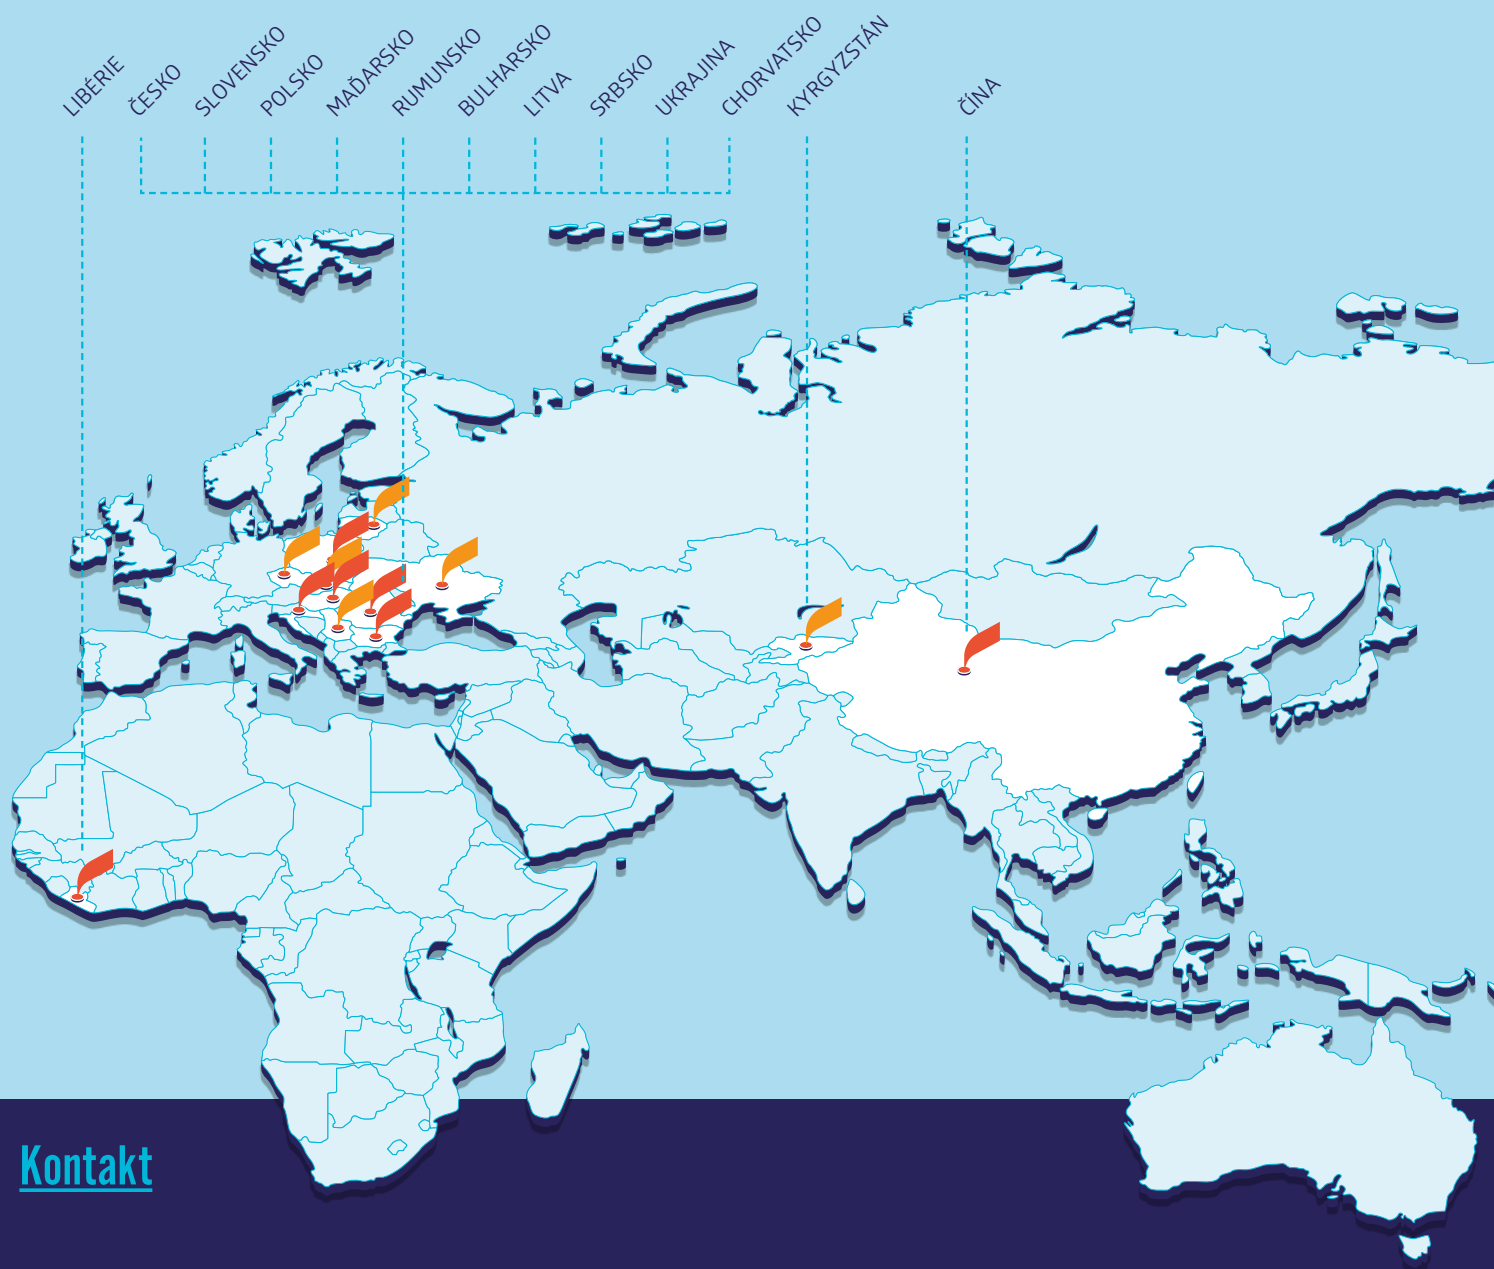 LIBÉRIE
ČESKO
SLOVENSKO
POLSKO
MAĎARSKO
RUMUNSKO
BULHARSKO
LITVA
SRBSKO
UKRAJINA
CHORVATSKO
KYRGYZSTÁN
ČÍNA
Kontakt